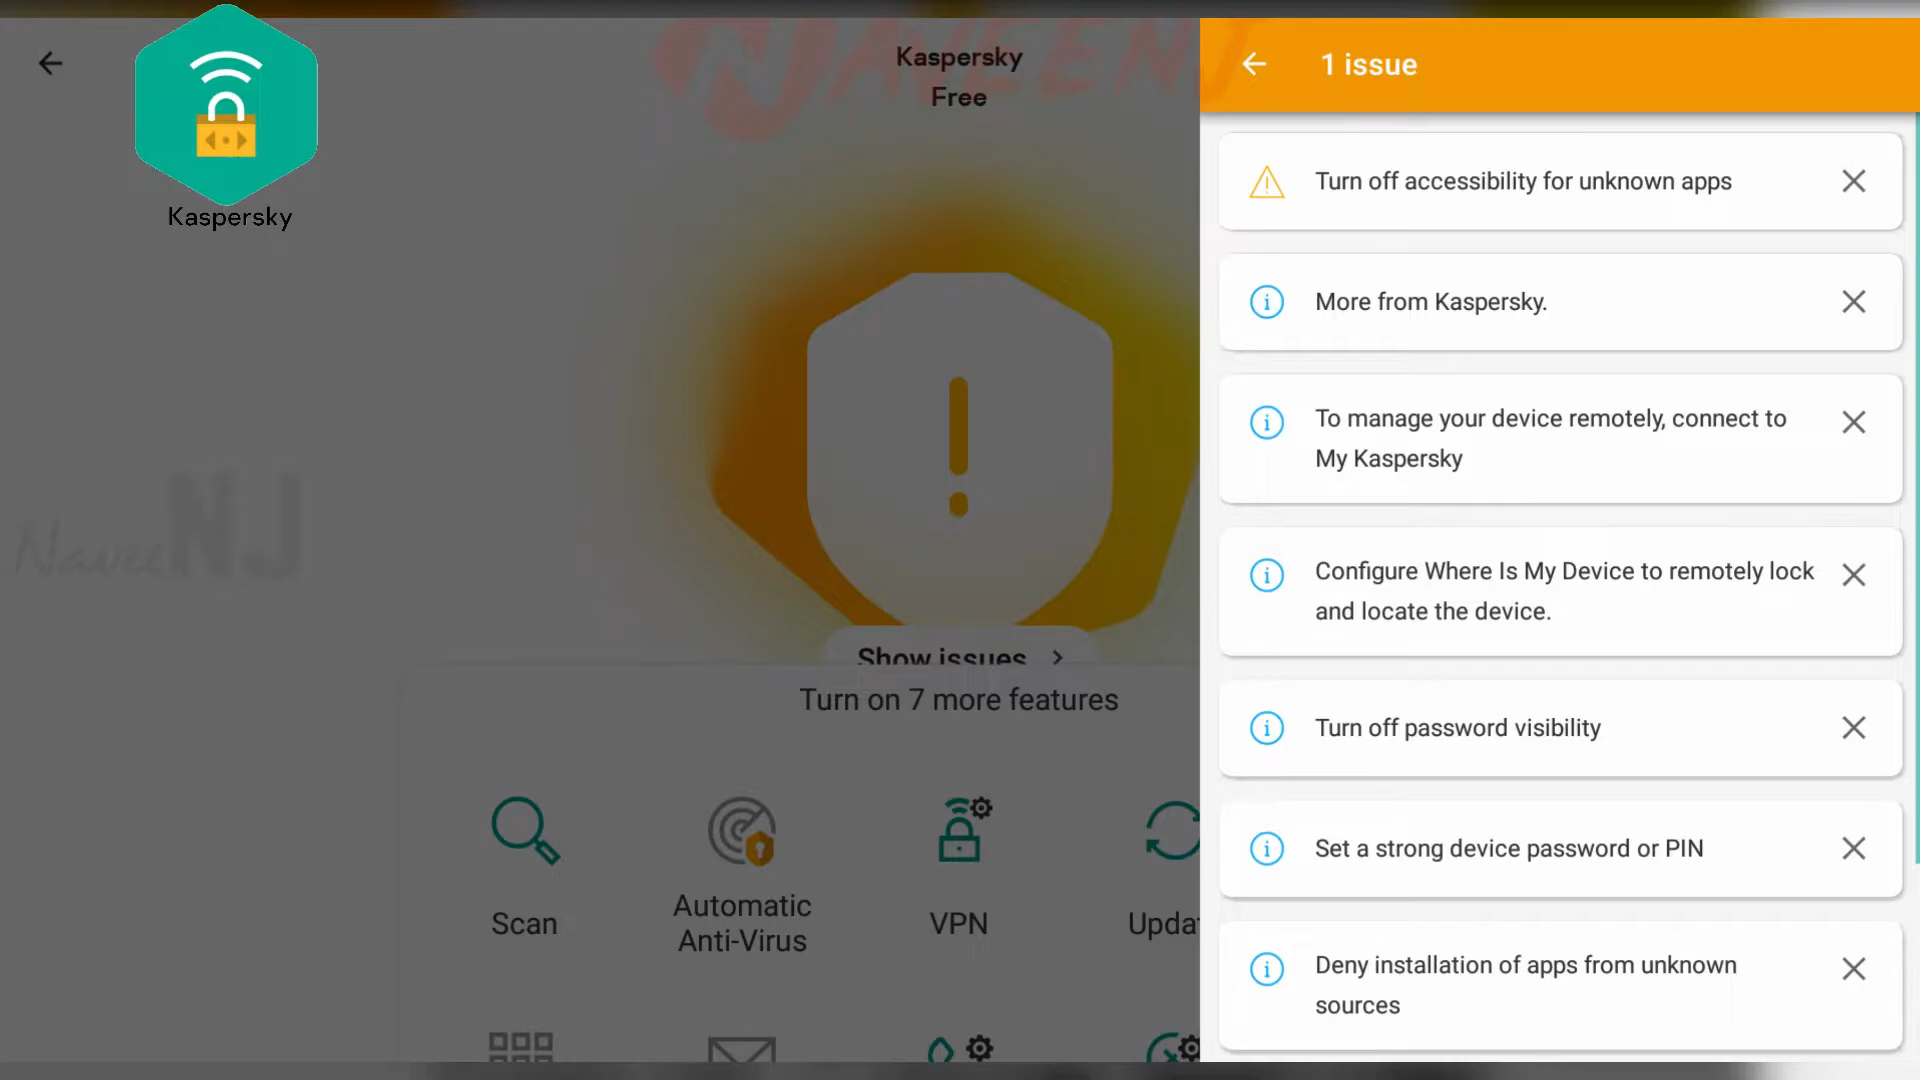 Kaspersky
Free
NAVEENJ
Kaspersky
NaveeNJ
Show issues
Turn on 7 more features
Scan
Automatic
Anti-Virus
VPN
1 issue
Turn off accessibility for unknown apps
More from Kaspersky.
To manage your device remotely, connect to
My Kaspersky
Configure Where Is My Device to remotely lock
and locate the device.
Turn off password visibility
Set a strong device password or PIN
Deny installation of apps from unknown
sources